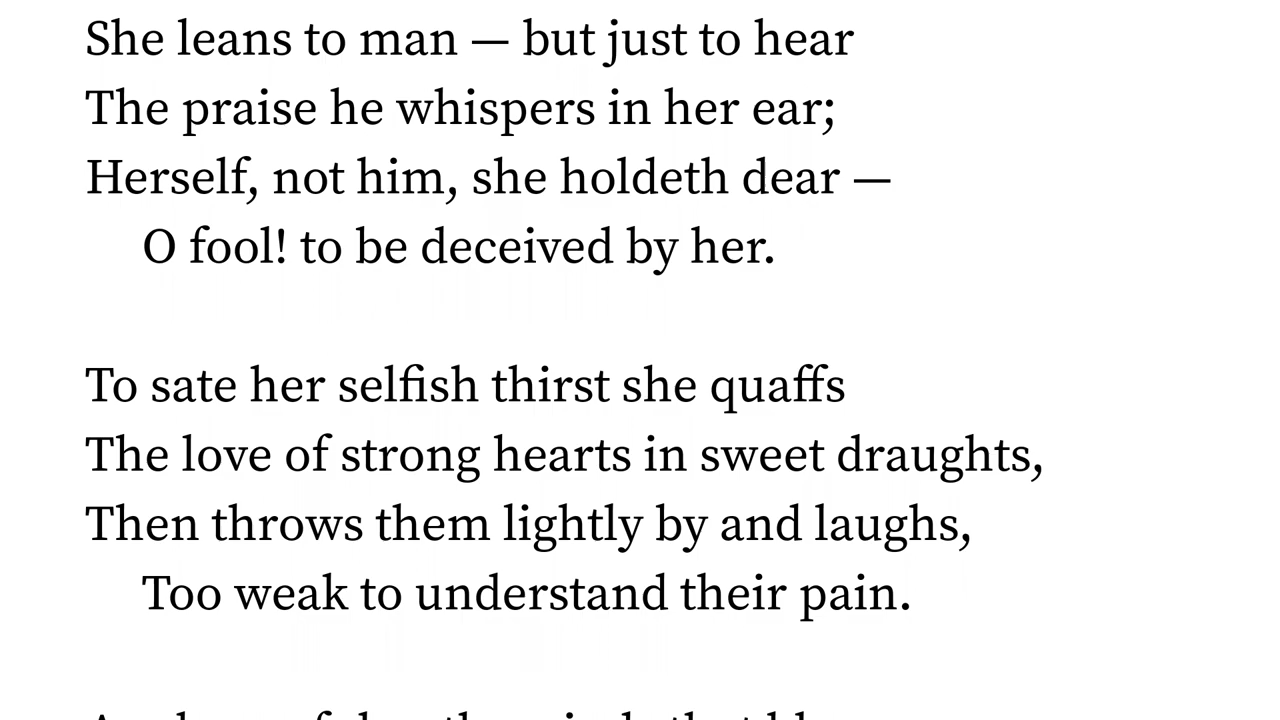 She leans to man — but just to hear
The praise he whispers in her ear;
Herself, not him, she holdeth dear —
O fool! to be deceived by her.
To sate her selfish thirst she quaffs
The love of strong hearts in sweet draughts,
Then throws them lightly by and laughs,
Too weak to understand their pain.